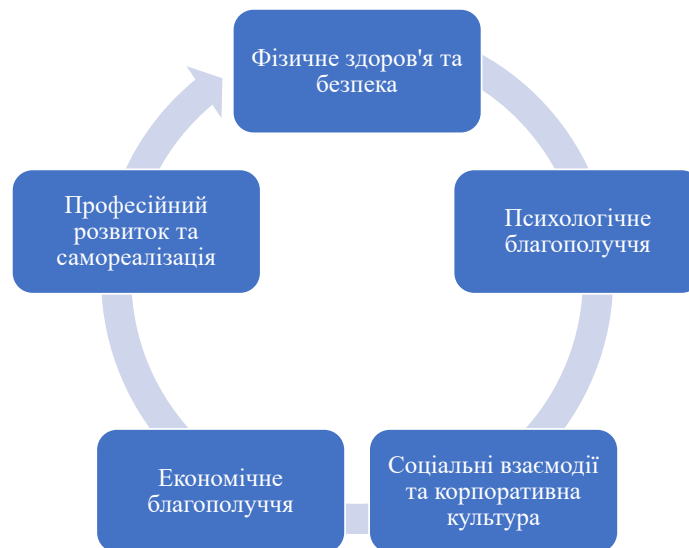 Фізичне здоров'я та
безпека
Психологічне
благополуччя
Соціальні взаємодії
та корпоративна
культура
Економічне
благополуччя
Професійний
розвиток та
самореалізація